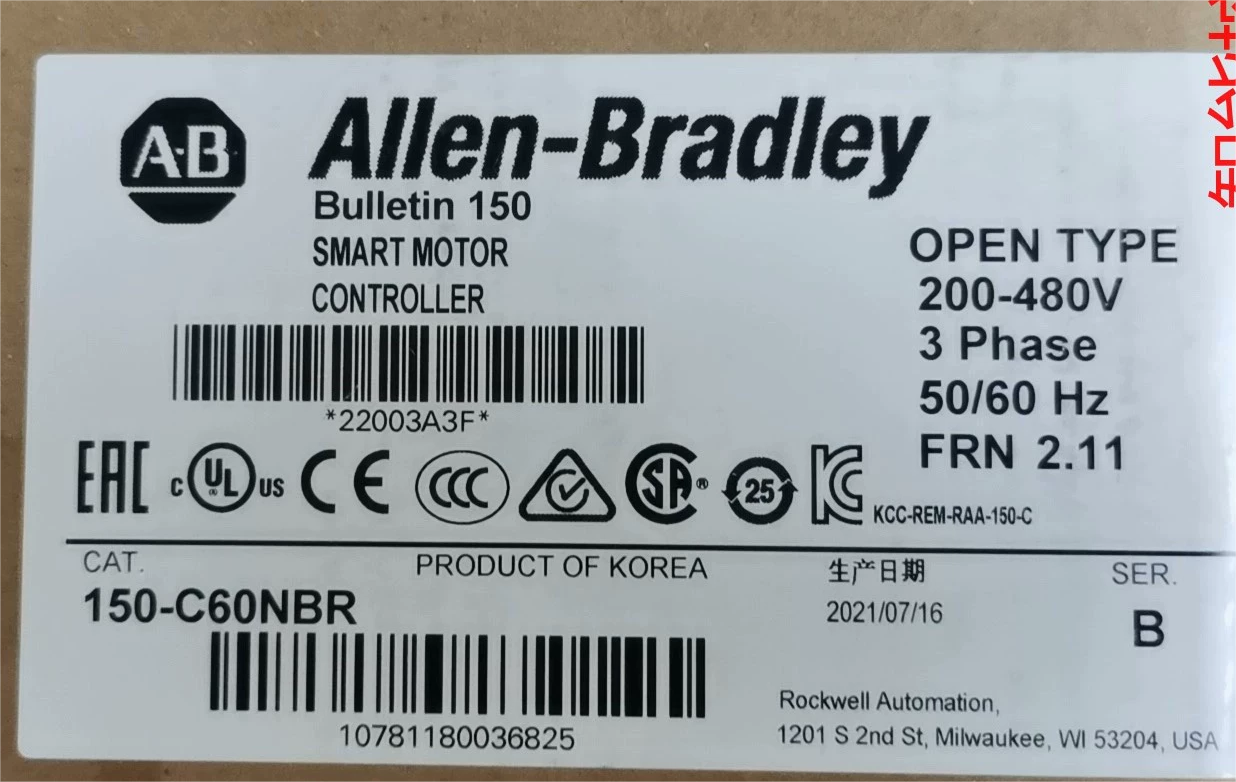 A·B
Allen-Bradley
Bulletin 150
SMART MOTOR
CONTROLLER
OPEN TYPE
200-480V
3 Phase
50/60 Hz
FRN 2.11
*22003A3F*
EAC c UL ® US CE CCC SA ® 25 KC KCC-REM-RAA-150-C
CAT.
150-C60NBR
PRODUCT OF KOREA
生产日期
2021/07/16
SER.
B
10781180036825
Rockwell Automation,
1201 S 2nd St, Milwaukee, WI 53204, USA